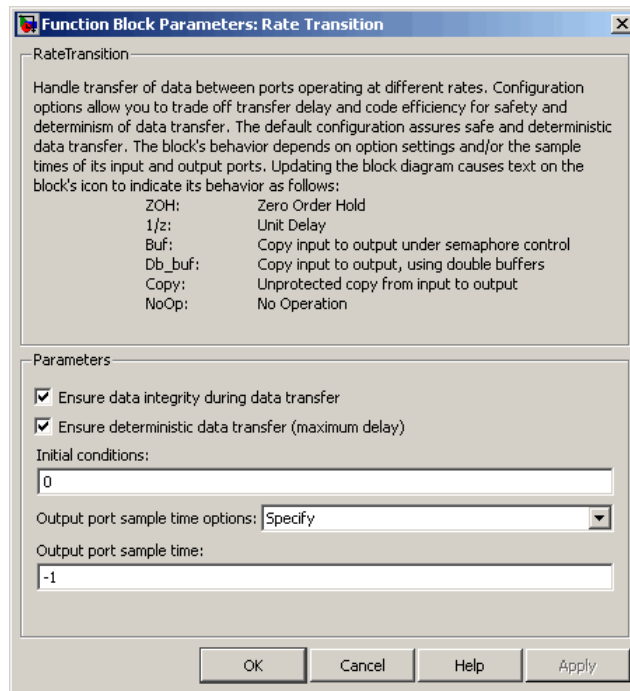 Function Block Parameters: Rate Transition
RateTransition
Handle transfer of data between ports operating at different rates. Configuration
options allow you to trade off transfer delay and code efficiency for safety and
determinism of data transfer. The default configuration assures safe and deterministic
data transfer. The block's behavior depends on option settings and/or the sample
times of its input and output ports. Updating the block diagram causes text on the
block's icon to indicate its behavior as follows:
ZOH: Zero Order Hold
1/z: Unit Delay
Buf: Copy input to output under semaphore control
Db_buf: Copy input to output, using double buffers
Copy: Unprotected copy from input to output
NoOp: No Operation
Parameters
Ensure data integrity during data transfer
Ensure deterministic data transfer (maximum delay)
Initial conditions:
0
Output port sample time options: Specify
Output port sample time:
-1
OK Cancel Help Apply